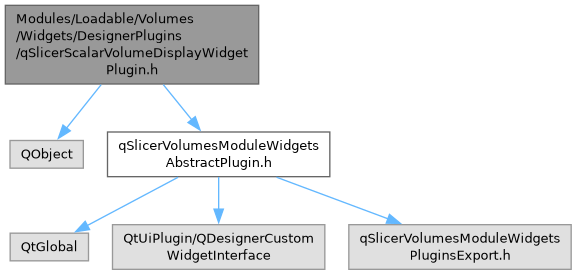 Modules/Loadable/Volumes
/Widgets/DesignerPlugins
/qSlicerScalarVolumeDisplayWidget
Plugin.h
QObject
qSlicerVolumesModuleWidgets
AbstractPlugin.h
QtGlobal
QtUiPlugin/QDesignerCustom
WidgetInterface
qSlicerVolumesModuleWidgets
PluginsExport.h